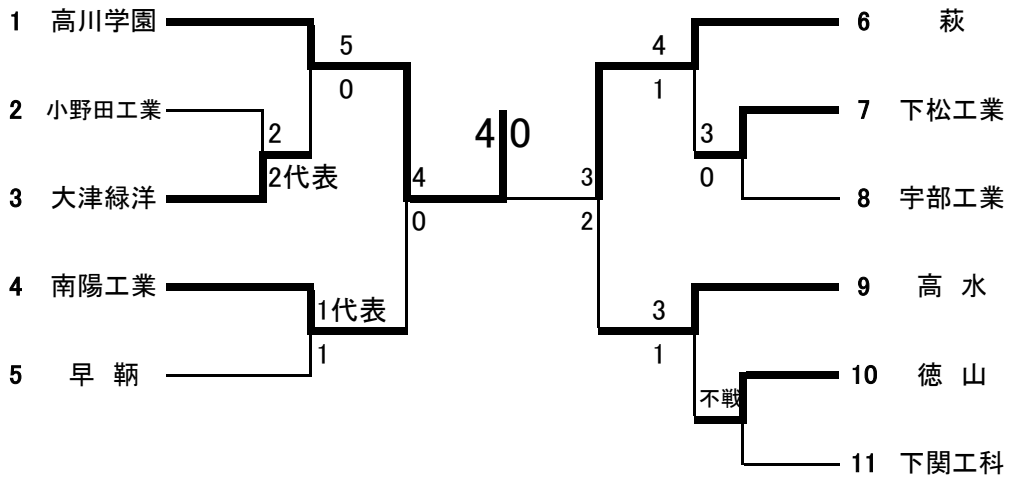 1 高川学園
2 小野田工業
3 大津緑洋
4 南陽工業
5 早鞆
5
0
2
2代表
4
0
1代表
1
4 0
3
2
4
1
3
0
3
1
不戦
6 萩
7 下松工業
8 宇部工業
9 高水
10 徳山
11 下関工科